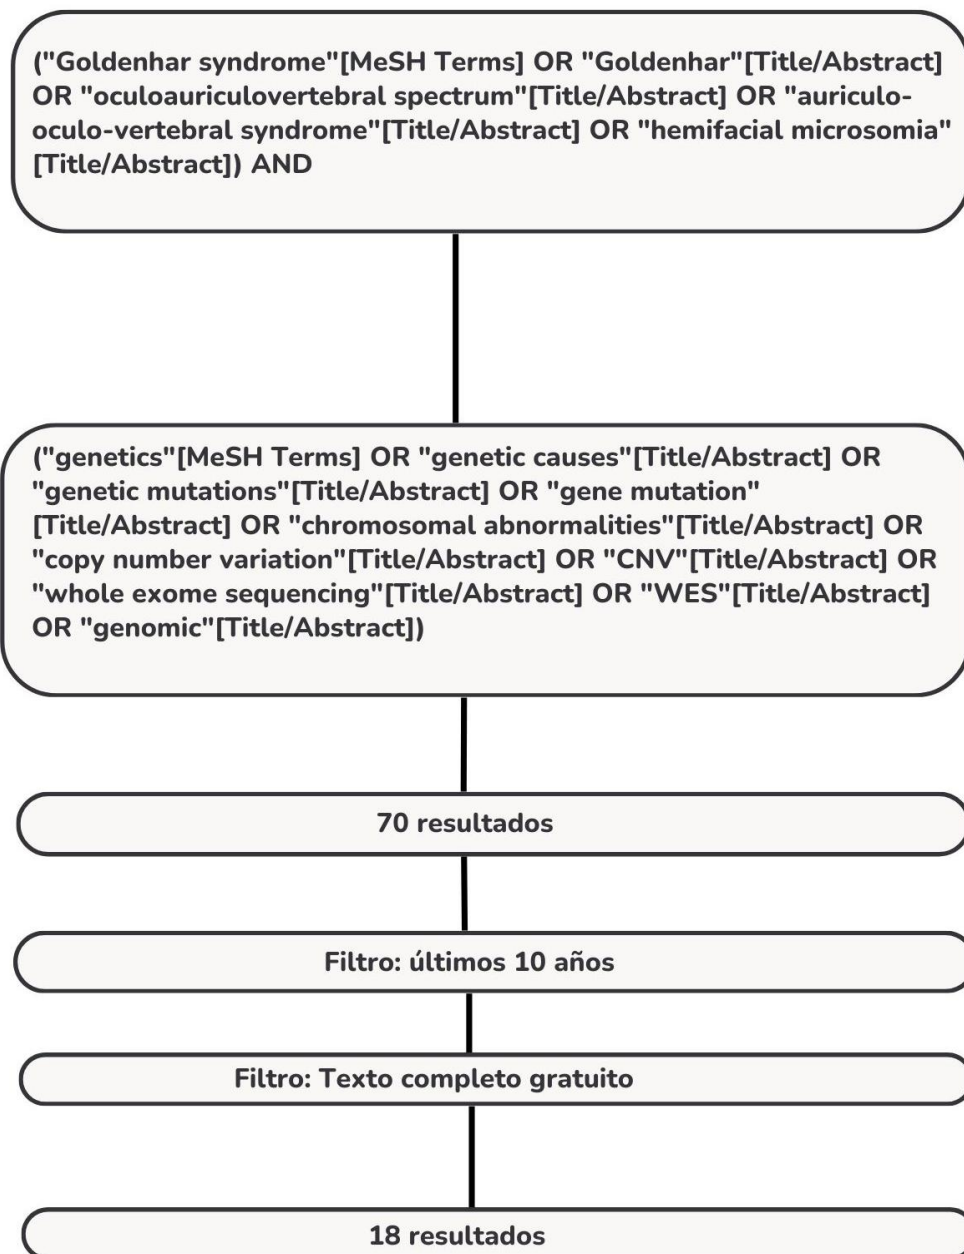 ("Goldenhar syndrome"[MeSH Terms] OR "Goldenhar"[Title/Abstract]
OR "oculoauriculovertebral spectrum"[Title/Abstract] OR "auriculo-
oculo-vertebral syndrome"[Title/Abstract] OR "hemifacial microsomia"
[Title/Abstract]) AND
("genetics"[MeSH Terms] OR "genetic causes"[Title/Abstract] OR
"genetic mutations"[Title/Abstract] OR "gene mutation"
[Title/Abstract] OR "chromosomal abnormalities"[Title/Abstract] OR
"copy number variation"[Title/Abstract] OR "CNV"[Title/Abstract] OR
"whole exome sequencing"[Title/Abstract] OR "WES"[Title/Abstract]
OR "genomic"[Title/Abstract])
70 resultados
Filtro: últimos 10 años
Filtro: Texto completo gratuito
18 resultados